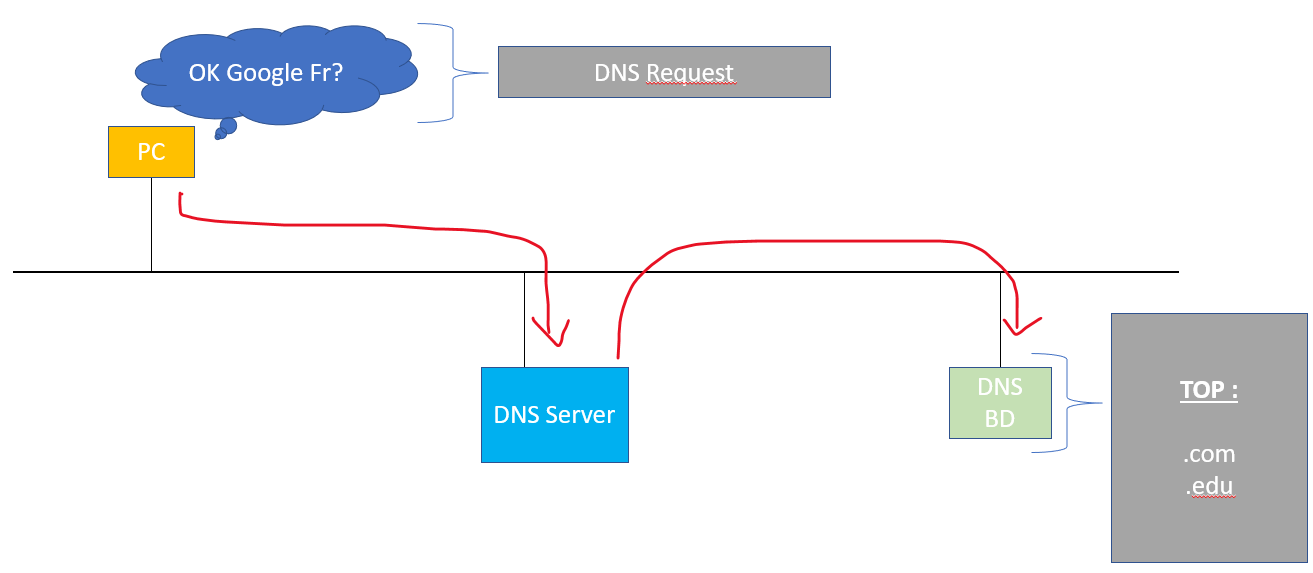 OK Google Fr?
DNS Request
PC
DNS Server
DNS
BD
TOP :
.com
.edu